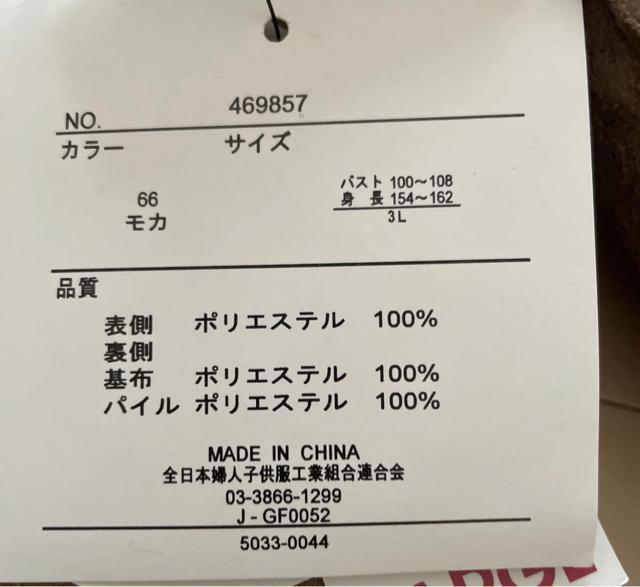 NO. 469857
カラー サイズ
66
モカ
バスト 100～108
身 長 154～162
3L
品質
表側 ポリエステル 100%
裏側
基布 ポリエステル 100%
パイル ポリエステル 100%
MADE IN CHINA
全日本婦人子供服工業組合連合会
03-3866-1299
J-GF0052
5033-0044